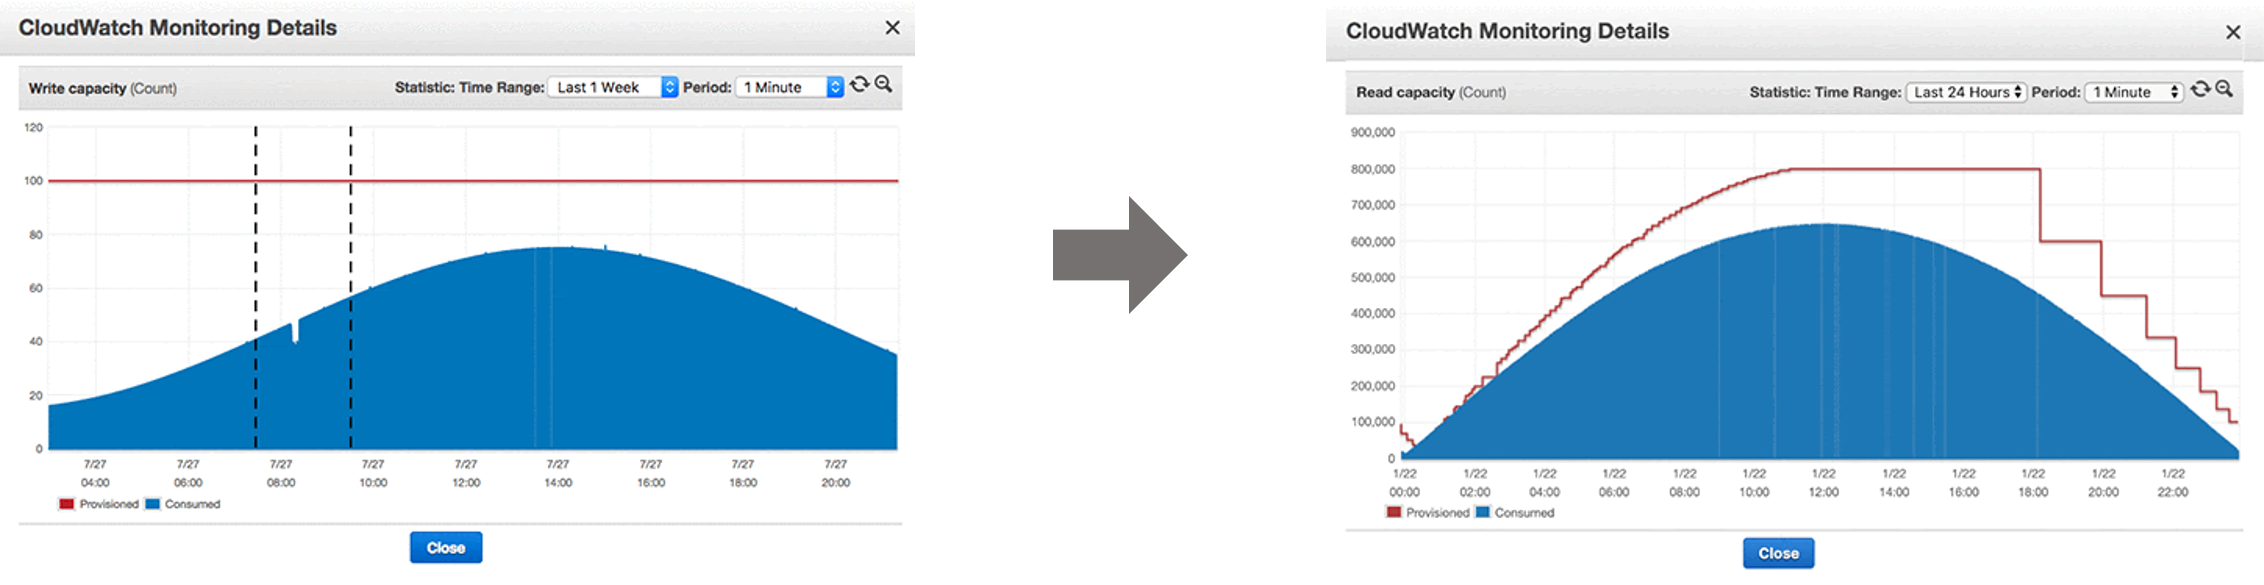 CloudWatch Monitoring Details
Write capacity (Count) Statistic: Time Range: Last 1 Week Period: 1 Minute
120
100
80
60
40
20
0
7/27 7/27 7/27 7/27 7/27 7/27 7/27 7/27 7/27
04:00 06:00 08:00 10:00 12:00 14:00 16:00 18:00 20:00
Provisioned Consumed
Close
CloudWatch Monitoring Details
Read capacity (Count) Statistic: Time Range: Last 24 Hours Period: 1 Minute
900,000
800,000
700,000
600,000
500,000
400,000
300,000
200,000
100,000
0
1/22 1/22 1/22 1/22 1/22 1/22 1/22 1/22 1/22 1/22 1/22 1/22
00:00 02:00 04:00 06:00 08:00 10:00 12:00 14:00 16:00 18:00 20:00 22:00
Provisioned Consumed
Close